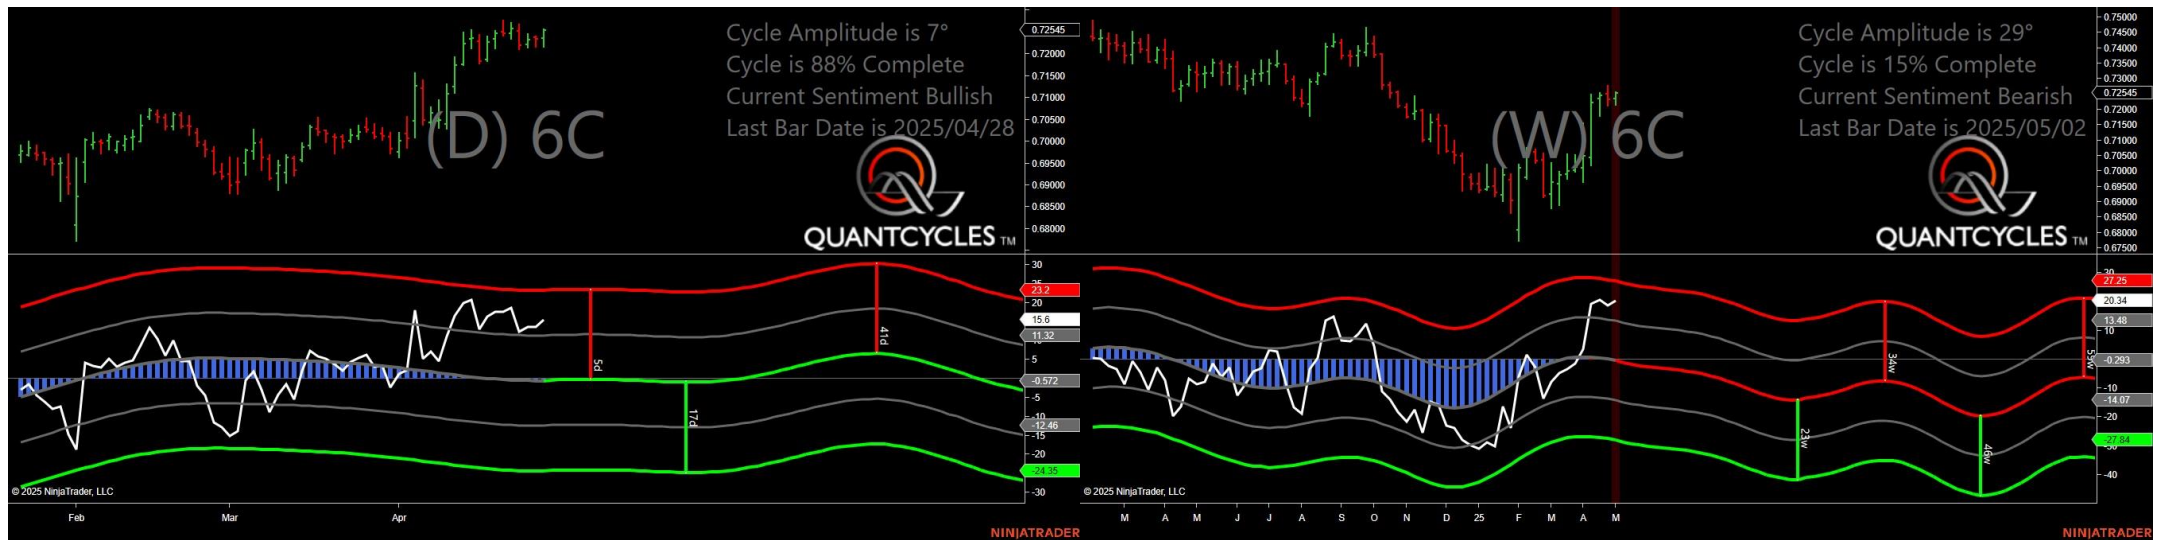 Cycle Amplitude is 7°
Cycle is 88% Complete
Current Sentiment Bullish
Last Bar Date is 2025/04/28
(D) 6C
QUANTCYCLES TM
0.72545
0.72000
0.71500
0.71000
0.70500
0.70000
0.69500
0.69000
0.68500
0.68000
30
23.2
20
15.6
11.32
5
-0.572
-5
-10
-12.46
-15
-20
-24.35
-30
5d
17d
41d
© 2025 NinjaTrader, LLC
Feb Mar Apr
NINJATRADER
Cycle Amplitude is 29°
Cycle is 15% Complete
Current Sentiment Bearish
Last Bar Date is 2025/05/02
(W) 6C
QUANTCYCLES TM
0.75000
0.74500
0.74000
0.73500
0.73000
0.72545
0.72000
0.71500
0.71000
0.70500
0.70000
0.69500
0.69000
0.68500
0.68000
0.67500
30
27.25
20.34
13.48
10
-0.293
-10
-14.07
-20
-27.84
-30
-40
23w
34w
46w
© 2025 NinjaTrader, LLC
M A M J J A S O N D 25 F M A M
NINJATRADER